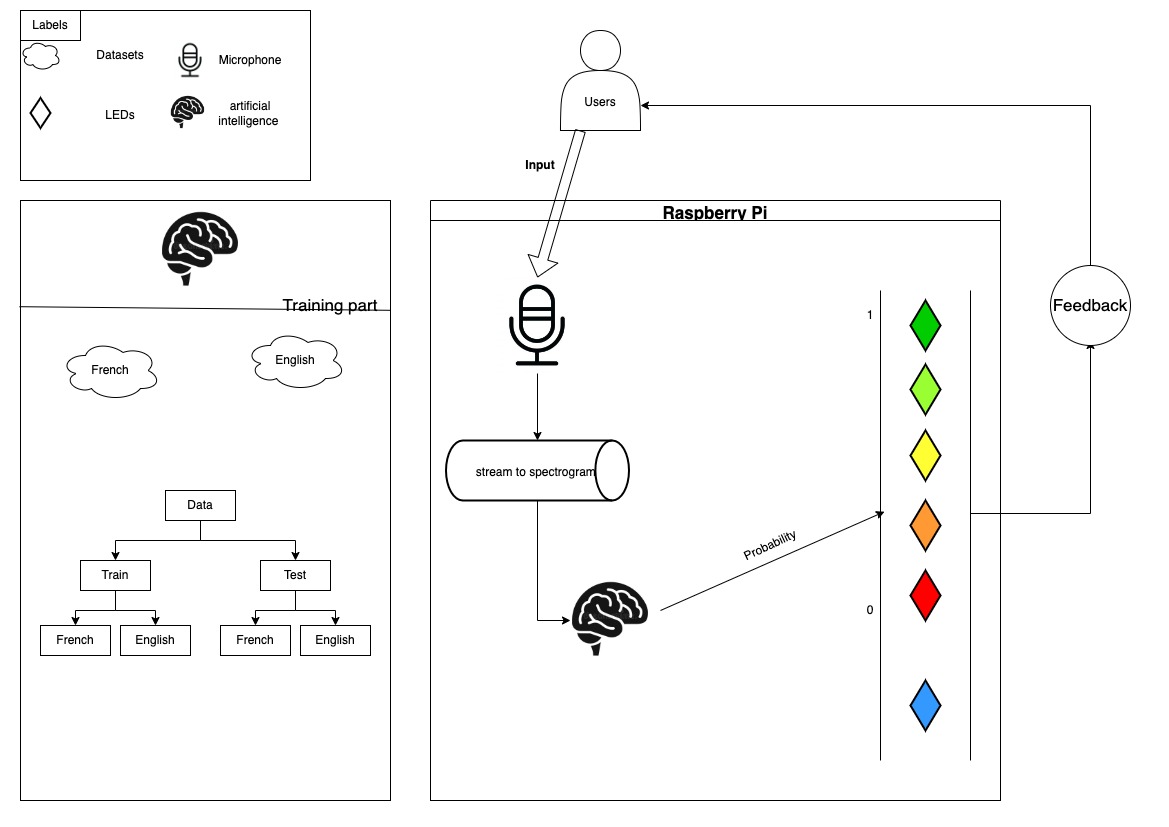 Labels
Datasets
Microphone
LEDs
artificial
intelligence
Users
Input
Raspberry Pi
Training part
French
English
Data
Train
Test
French
English
French
English
stream to spectrogram
Probability
1
0
Feedback